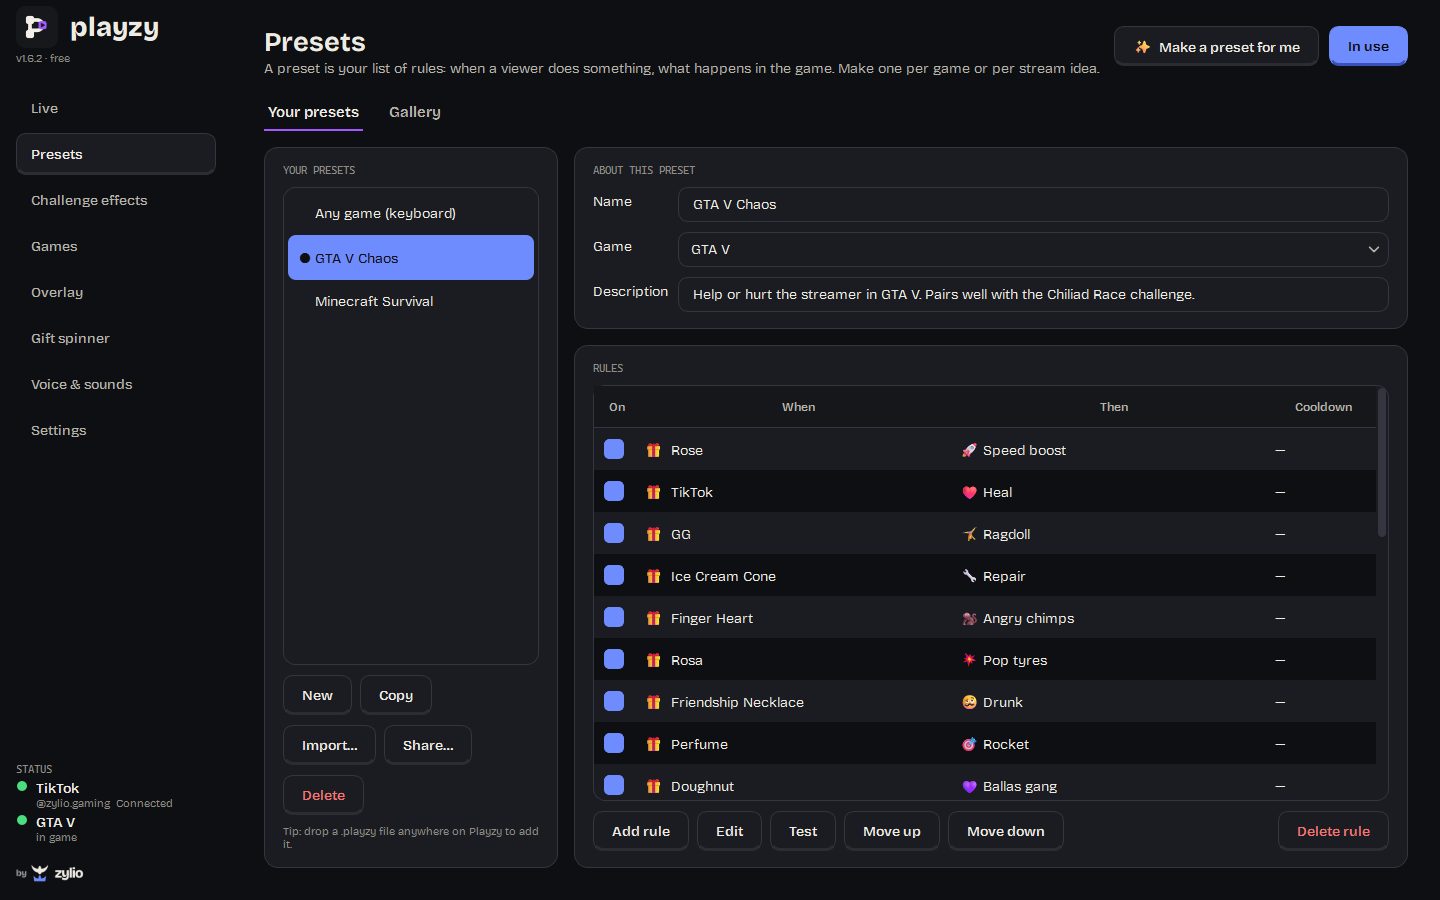 playzy
v1.6.2 · free
Live
Presets
Challenge effects
Games
Overlay
Gift spinner
Voice & sounds
Settings
STATUS
TikTok
@zylio.gaming Connected
GTA V
in game
by zylio
Presets
A preset is your list of rules: when a viewer does something, what happens in the game. Make one per game or per stream idea.
✨ Make a preset for me
In use
Your presets
Gallery
YOUR PRESETS
Any game (keyboard)
GTA V Chaos
Minecraft Survival
New
Copy
Import...
Share...
Delete
Tip: drop a .playzy file anywhere on Playzy to add
it.
ABOUT THIS PRESET
Name
GTA V Chaos
Game
GTA V
Description
Help or hurt the streamer in GTA V. Pairs well with the Chiliad Race challenge.
RULES
On When Then Cooldown
Rose Speed boost —
TikTok Heal —
GG Ragdoll —
Ice Cream Cone Repair —
Finger Heart Angry chimps —
Rosa Pop tyres —
Friendship Necklace Drunk —
Perfume Rocket —
Doughnut Ballas gang —
Add rule
Edit
Test
Move up
Move down
Delete rule